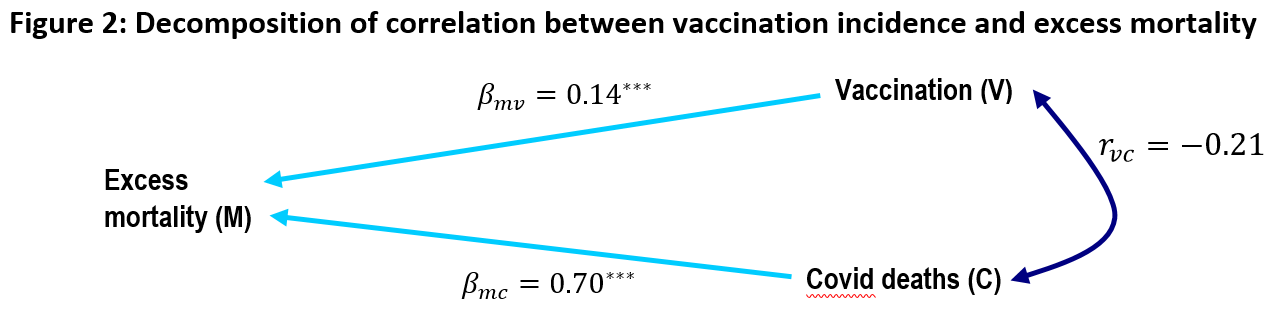 Figure 2: Decomposition of correlation between vaccination incidence and excess mortality
β_mv = 0.14***
Vaccination (V)
r_vc = −0.21
Excess
mortality (M)
β_mc = 0.70***
Covid deaths (C)